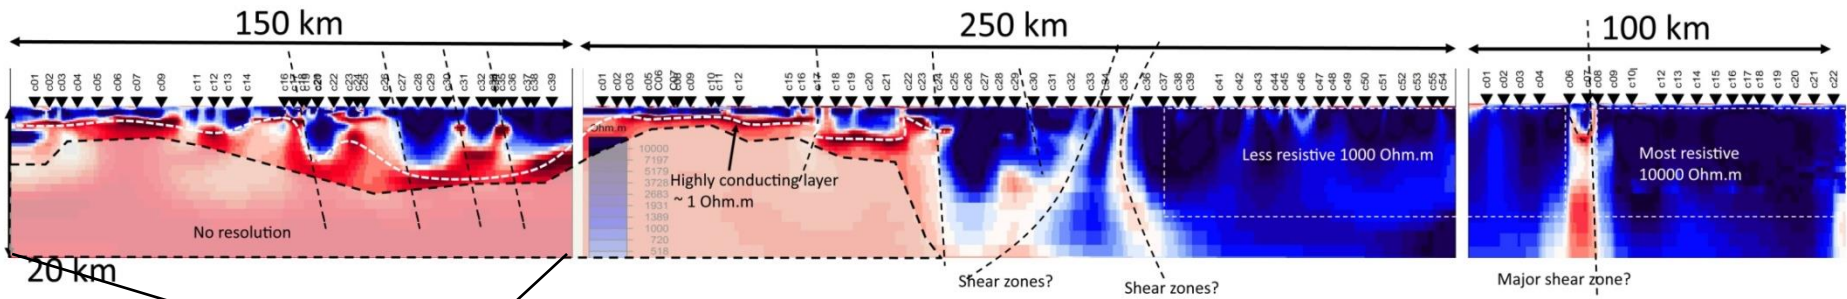 150 km
250 km
100 km
c01 c02 c03 c04 c05 c06 c07 c09 c11 c12 c13 c14 c16 c22 c26 c27 c28 c29 c30 c31 c32 c36 c37 c38 c39
c01 c02 c03 c05 c06 c07 c09 c10 c11 c12 c15 c16 c17 c18 c19 c20 c21 c22 c23 c24 c25 c26 c27 c28 c29 c30 c31 c32 c33 c34 c35 c36 c37 c38 c39 c41 c42 c43 c44 c45 c46 c47 c48 c49 c50 c51 c52 c53 c55 c54
c01 c02 c03 c04 c06 c07 c08 c09 c10 c12 c13 c14 c15 c16 c17 c18 c19 c20 c21 c22
Ohm.m
10000
7197
5179
3728
2683
1931
1389
1000
720
518
Highly conducting layer
~ 1 Ohm.m
Less resistive 1000 Ohm.m
Most resistive
10000 Ohm.m
No resolution
20 km
Shear zones?
Shear zones?
Major shear zone?